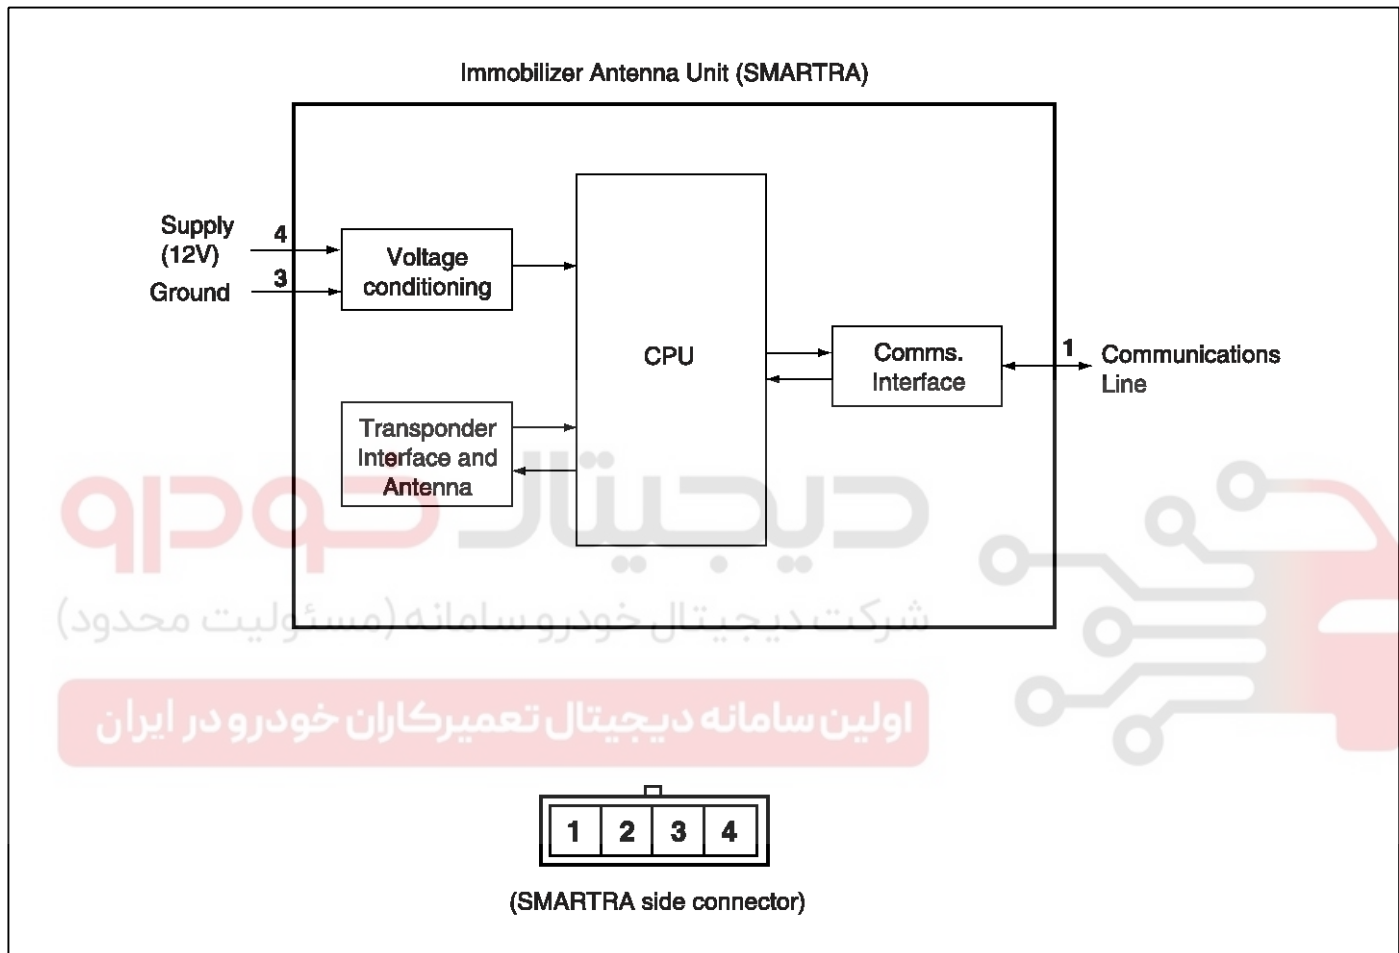 Immobilizer Antenna Unit (SMARTRA)
Supply
(12V)
4
Ground
3
Voltage
conditioning
CPU
Comms.
Interface
1
Communications
Line
Transponder
Interface and
Antenna
دیجیتال خودرو
شرکت دیجیتال خودرو سامانه (مسئولیت محدود)
اولین سامانه دیجیتال تعمیرکاران خودرو در ایران
1 2 3 4
(SMARTRA side connector)